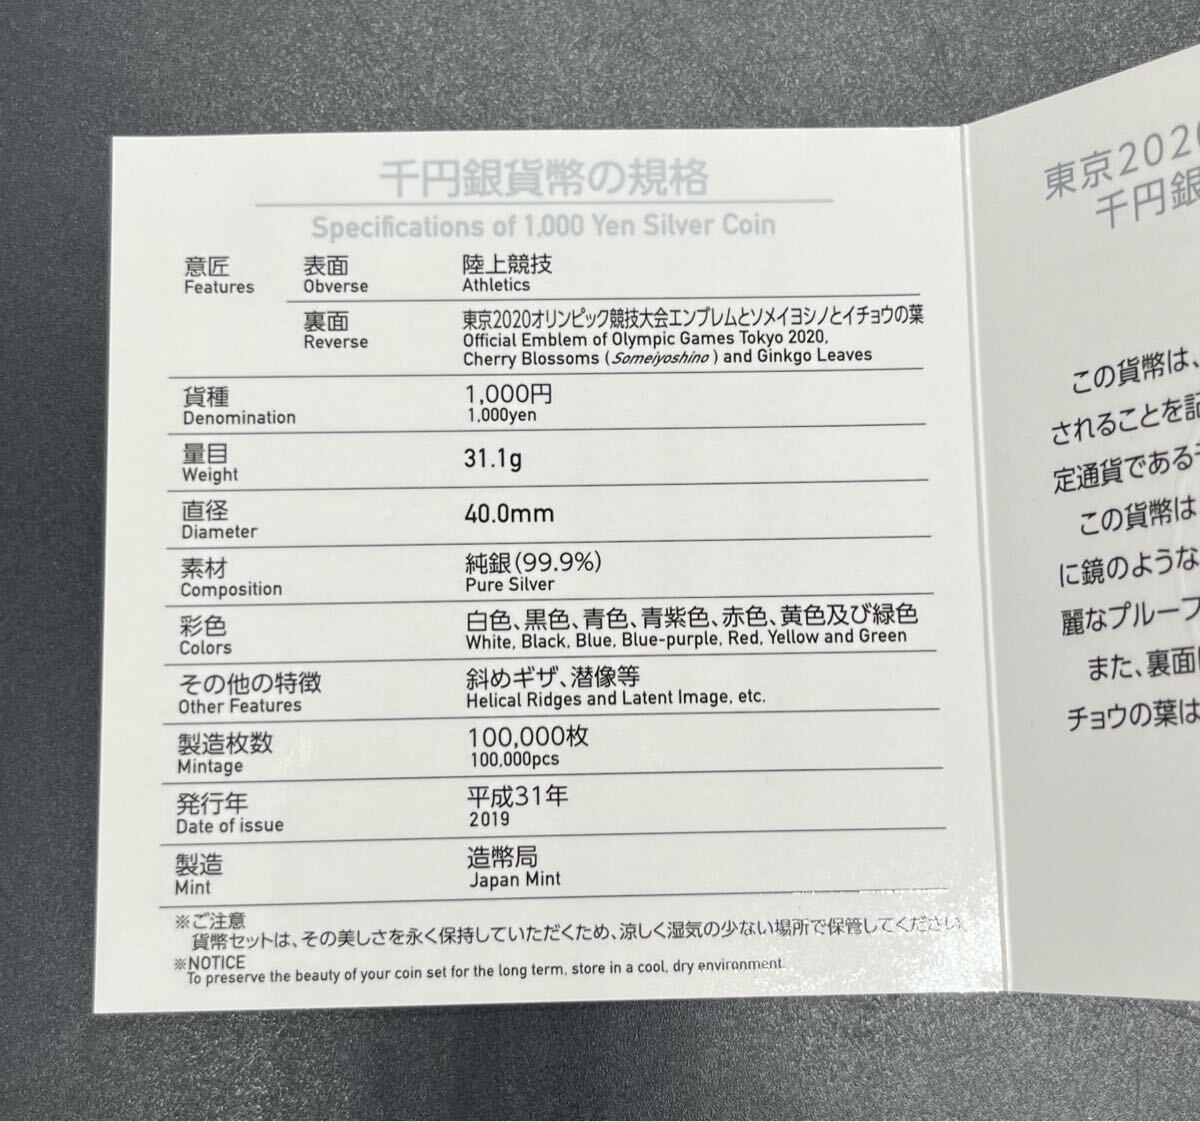 千円銀貨幣の規格
Specifications of 1,000 Yen Silver Coin
意匠 表面 陸上競技
Features Obverse Athletics
裏面 東京2020オリンピック競技大会エンブレムとソメイヨシノとイチョウの葉
Reverse Official Emblem of Olympic Games Tokyo 2020,
Cherry Blossoms (Someiyoshino) and Ginkgo Leaves
貨種 1,000円
Denomination 1,000yen
量目 31.1g
Weight
直径 40.0mm
Diameter
素材 純銀(99.9%)
Composition Pure Silver
彩色 白色、黒色、青色、青紫色、赤色、黄色及び緑色
Colors White, Black, Blue, Blue-purple, Red, Yellow and Green
その他の特徴 斜めギザ、潜像等
Other Features Helical Ridges and Latent Image, etc.
製造枚数 100,000枚
Mintage 100,000pcs
発行年 平成31年
Date of issue 2019
製造 造幣局
Mint Japan Mint
※ご注意
貨幣セットは、その美しさを永く保持していただくため、涼しく湿気の少ない場所で保管してください。
※NOTICE
To preserve the beauty of your coin set for the long term, store in a cool, dry environment.
東京202
千円銀
この貨幣は、
されることを記
定通貨である
この貨幣は
に鏡のような
麗なプルーフ
また、裏面
チョウの葉は